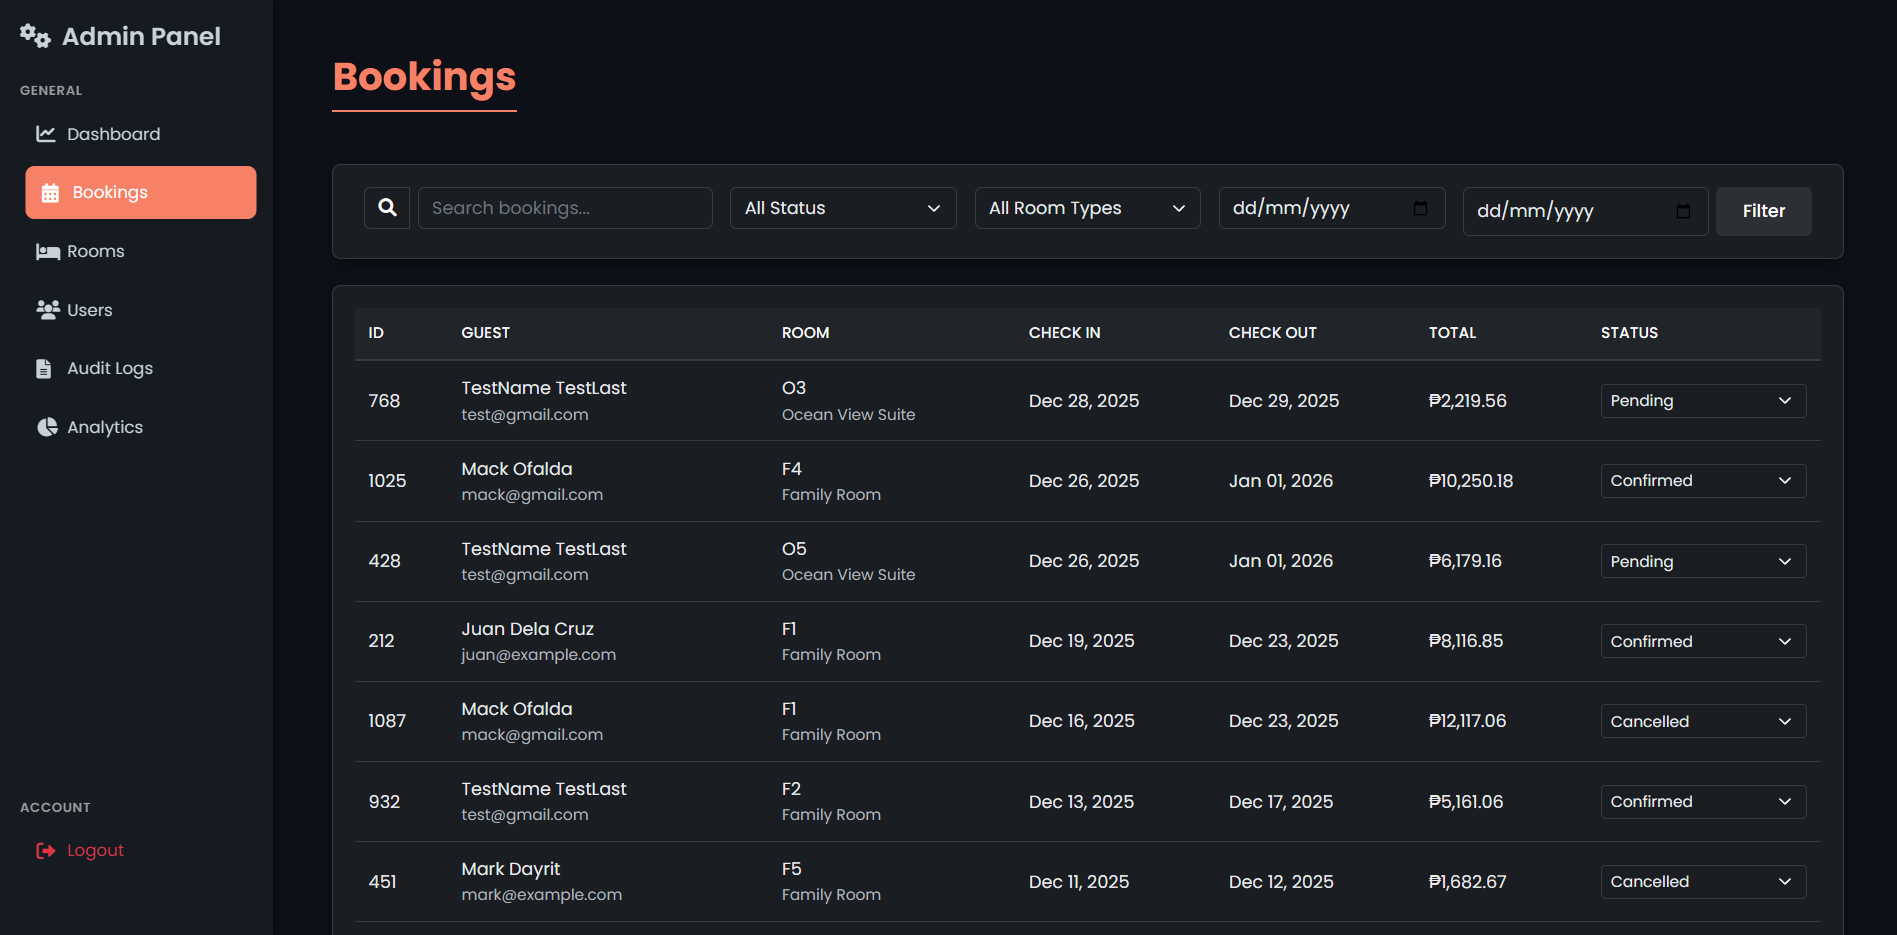 Admin Panel
GENERAL
Dashboard
Bookings
Rooms
Users
Audit Logs
Analytics
ACCOUNT
Logout
Bookings
Search bookings... All Status All Room Types dd/mm/yyyy dd/mm/yyyy Filter
ID GUEST ROOM CHECK IN CHECK OUT TOTAL STATUS
768 TestName TestLast O3 Dec 28, 2025 Dec 29, 2025 ₱2,219.56 Pending
test@gmail.com Ocean View Suite
1025 Mack Ofalda F4 Dec 26, 2025 Jan 01, 2026 ₱10,250.18 Confirmed
mack@gmail.com Family Room
428 TestName TestLast O5 Dec 26, 2025 Jan 01, 2026 ₱6,179.16 Pending
test@gmail.com Ocean View Suite
212 Juan Dela Cruz F1 Dec 19, 2025 Dec 23, 2025 ₱8,116.85 Confirmed
juan@example.com Family Room
1087 Mack Ofalda F1 Dec 16, 2025 Dec 23, 2025 ₱12,117.06 Cancelled
mack@gmail.com Family Room
932 TestName TestLast F2 Dec 13, 2025 Dec 17, 2025 ₱5,161.06 Confirmed
test@gmail.com Family Room
451 Mark Dayrit F5 Dec 11, 2025 Dec 12, 2025 ₱1,682.67 Cancelled
mark@example.com Family Room